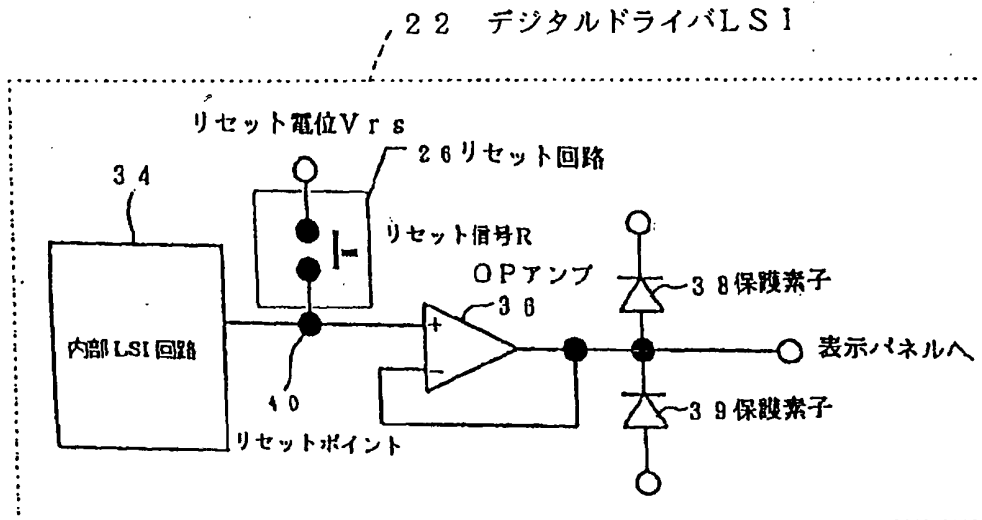 ２２ デジタルドライバＬＳＩ
リセット電位Ｖｒｓ
２６リセット回路
３４
リセット信号R
ＯＰアンプ
３６
３８保護素子
内部LSI回路
+
−
表示パネルへ
４０
リセットポイント
３９保護素子